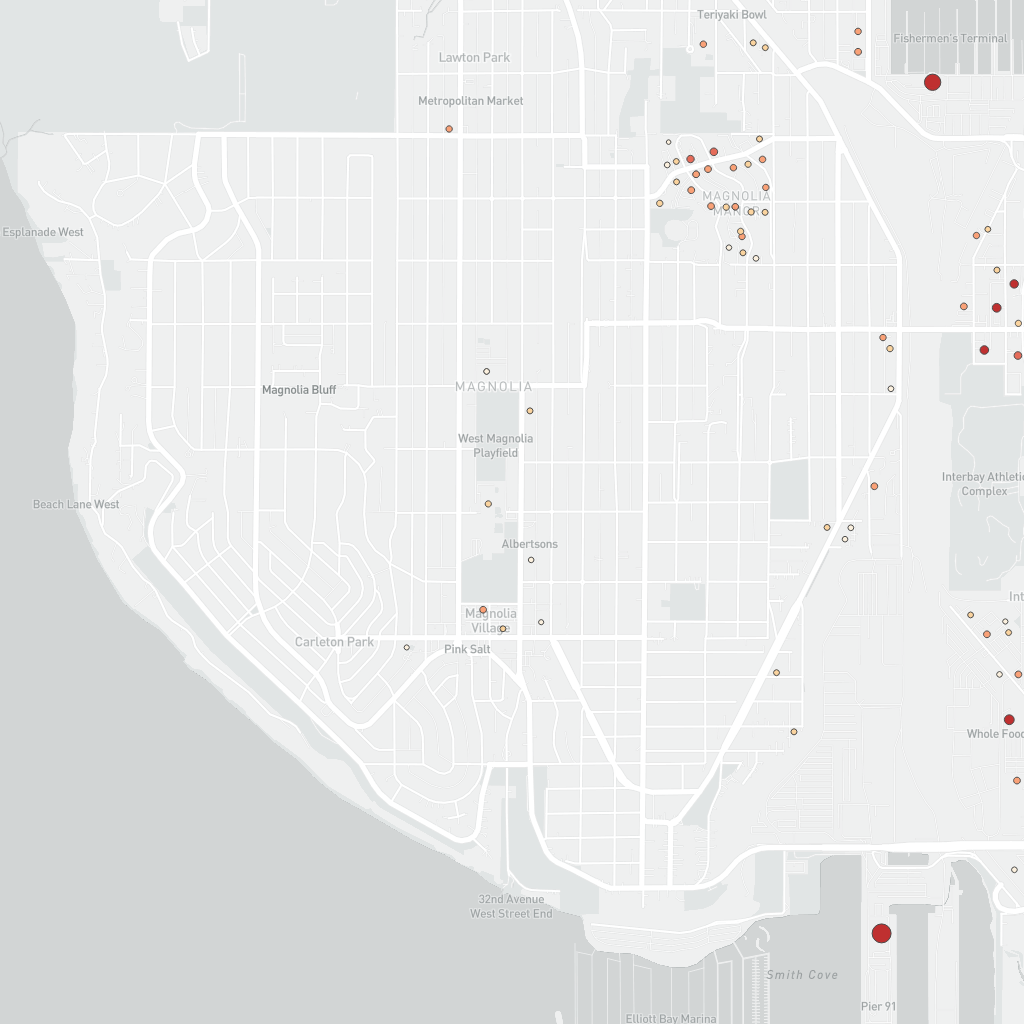 Teriyaki Bowl
Fishermen's Terminal
Lawton Park
Metropolitan Market
MAGNOLIA
MANOR
Esplanade West
Magnolia Bluff
MAGNOLIA
West Magnolia
Playfield
Interbay Athletic
Complex
Beach Lane West
Albertsons
Int
Magnolia
Village
Carleton Park
Pink Salt
Whole Food
32nd Avenue
West Street End
Smith Cove
Pier 91
Elliott Bay Marina